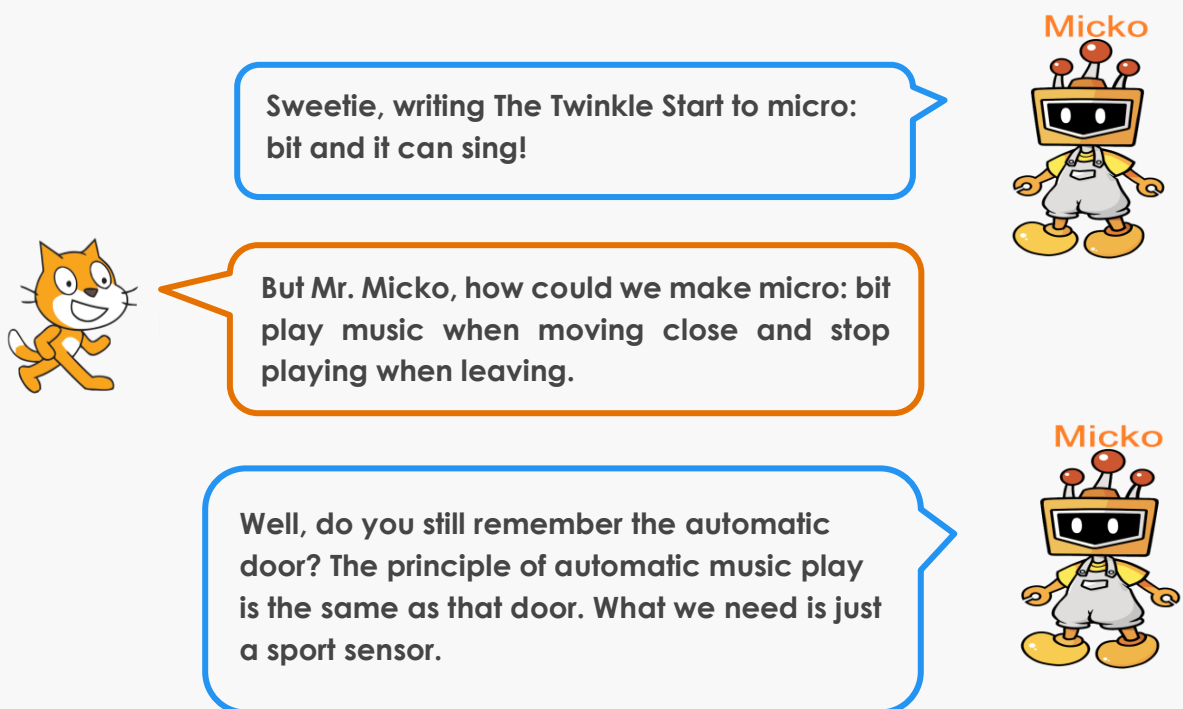 Micko
Sweetie, writing The Twinkle Start to micro:
bit and it can sing!
But Mr. Micko, how could we make micro: bit
play music when moving close and stop
playing when leaving.
Micko
Well, do you still remember the automatic
door? The principle of automatic music play
is the same as that door. What we need is just
a sport sensor.